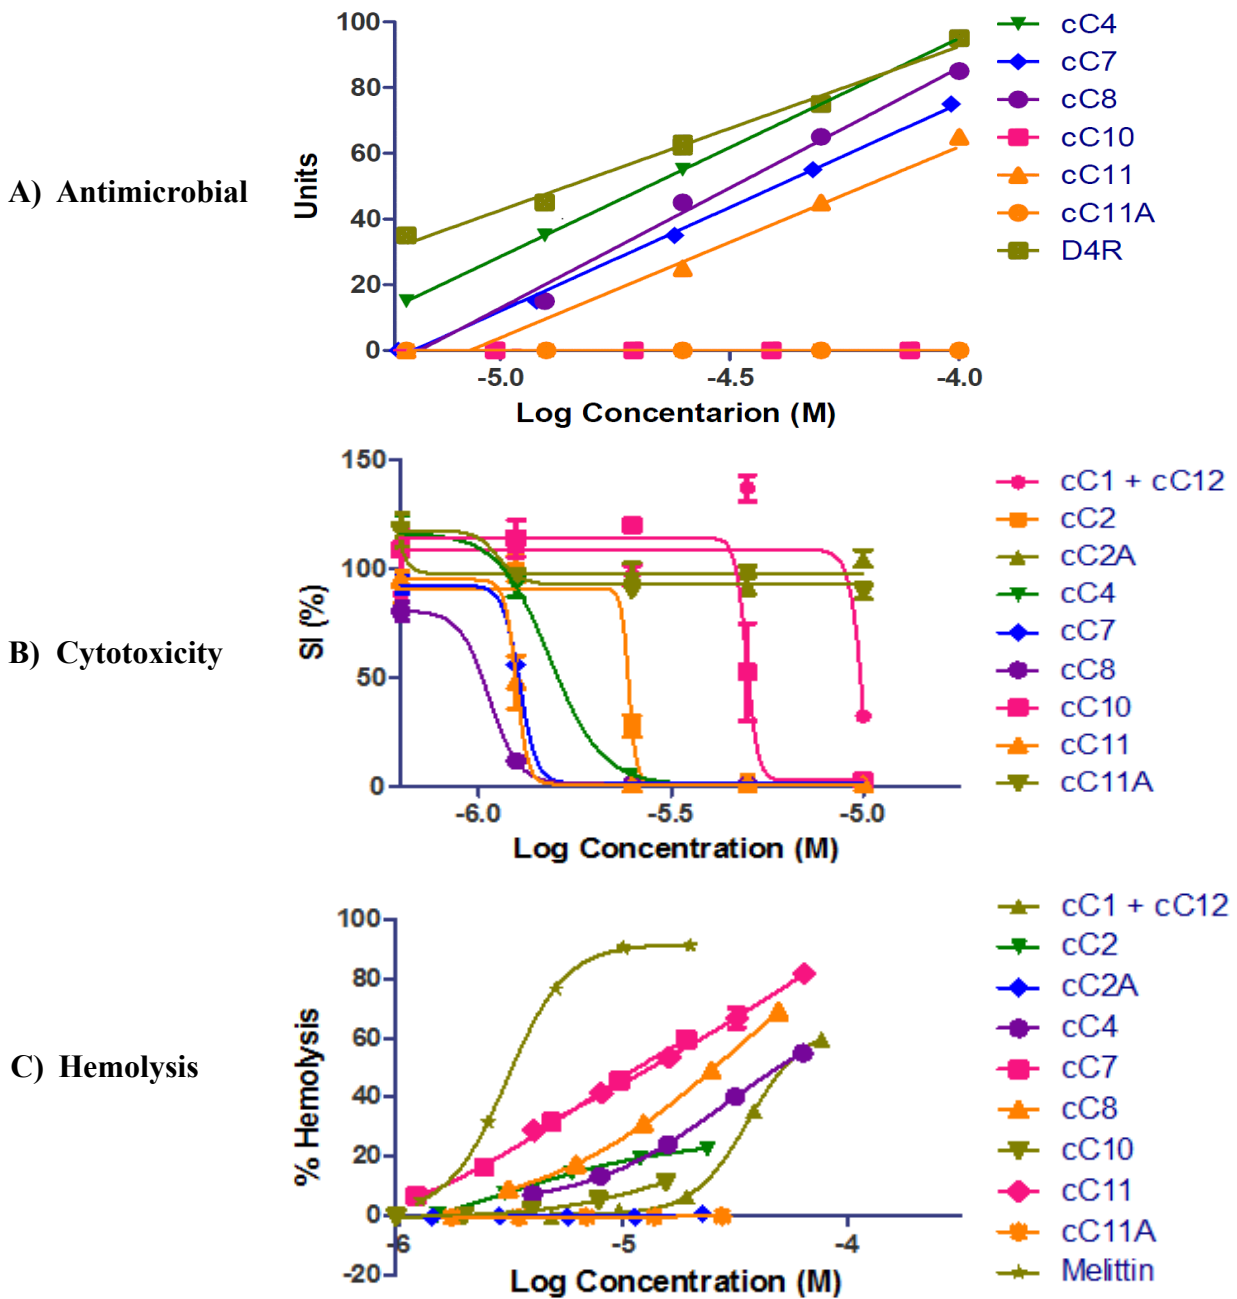 A) Antimicrobial
Units
100
80
60
40
20
0
-5.0
-4.5
-4.0
Log Concentarion (M)
cC4
cC7
cC8
cC10
cC11
cC11A
D4R
B) Cytotoxicity
SI (%)
150
100
50
0
-6.0
-5.5
-5.0
Log Concentration (M)
cC1 + cC12
cC2
cC2A
cC4
cC7
cC8
cC10
cC11
cC11A
C) Hemolysis
% Hemolysis
100
80
60
40
20
0
-20
-6
-5
-4
Log Concentration (M)
cC1 + cC12
cC2
cC2A
cC4
cC7
cC8
cC10
cC11
cC11A
Melittin